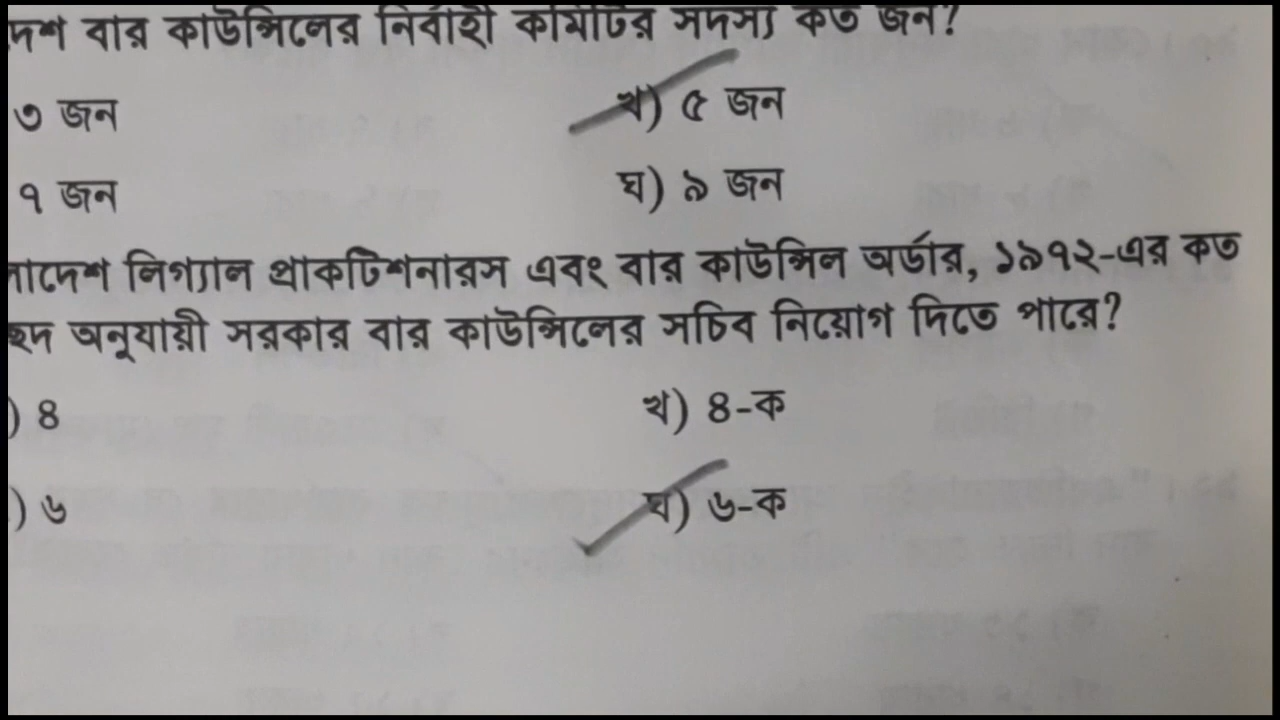 দেশ বার কাউন্সিলের নির্বাহী কমিটির সদস্য কত জন?
৩ জন খ) ৫ জন
৭ জন ঘ) ৯ জন
লাদেশ লিগ্যাল প্রাকটিশনারস এবং বার কাউন্সিল অর্ডার, ১৯৭২-এর কত
ছদ অনুযায়ী সরকার বার কাউন্সিলের সচিব নিয়োগ দিতে পারে?
) ৪ খ) ৪-ক
) ৬ ঘ) ৬-ক